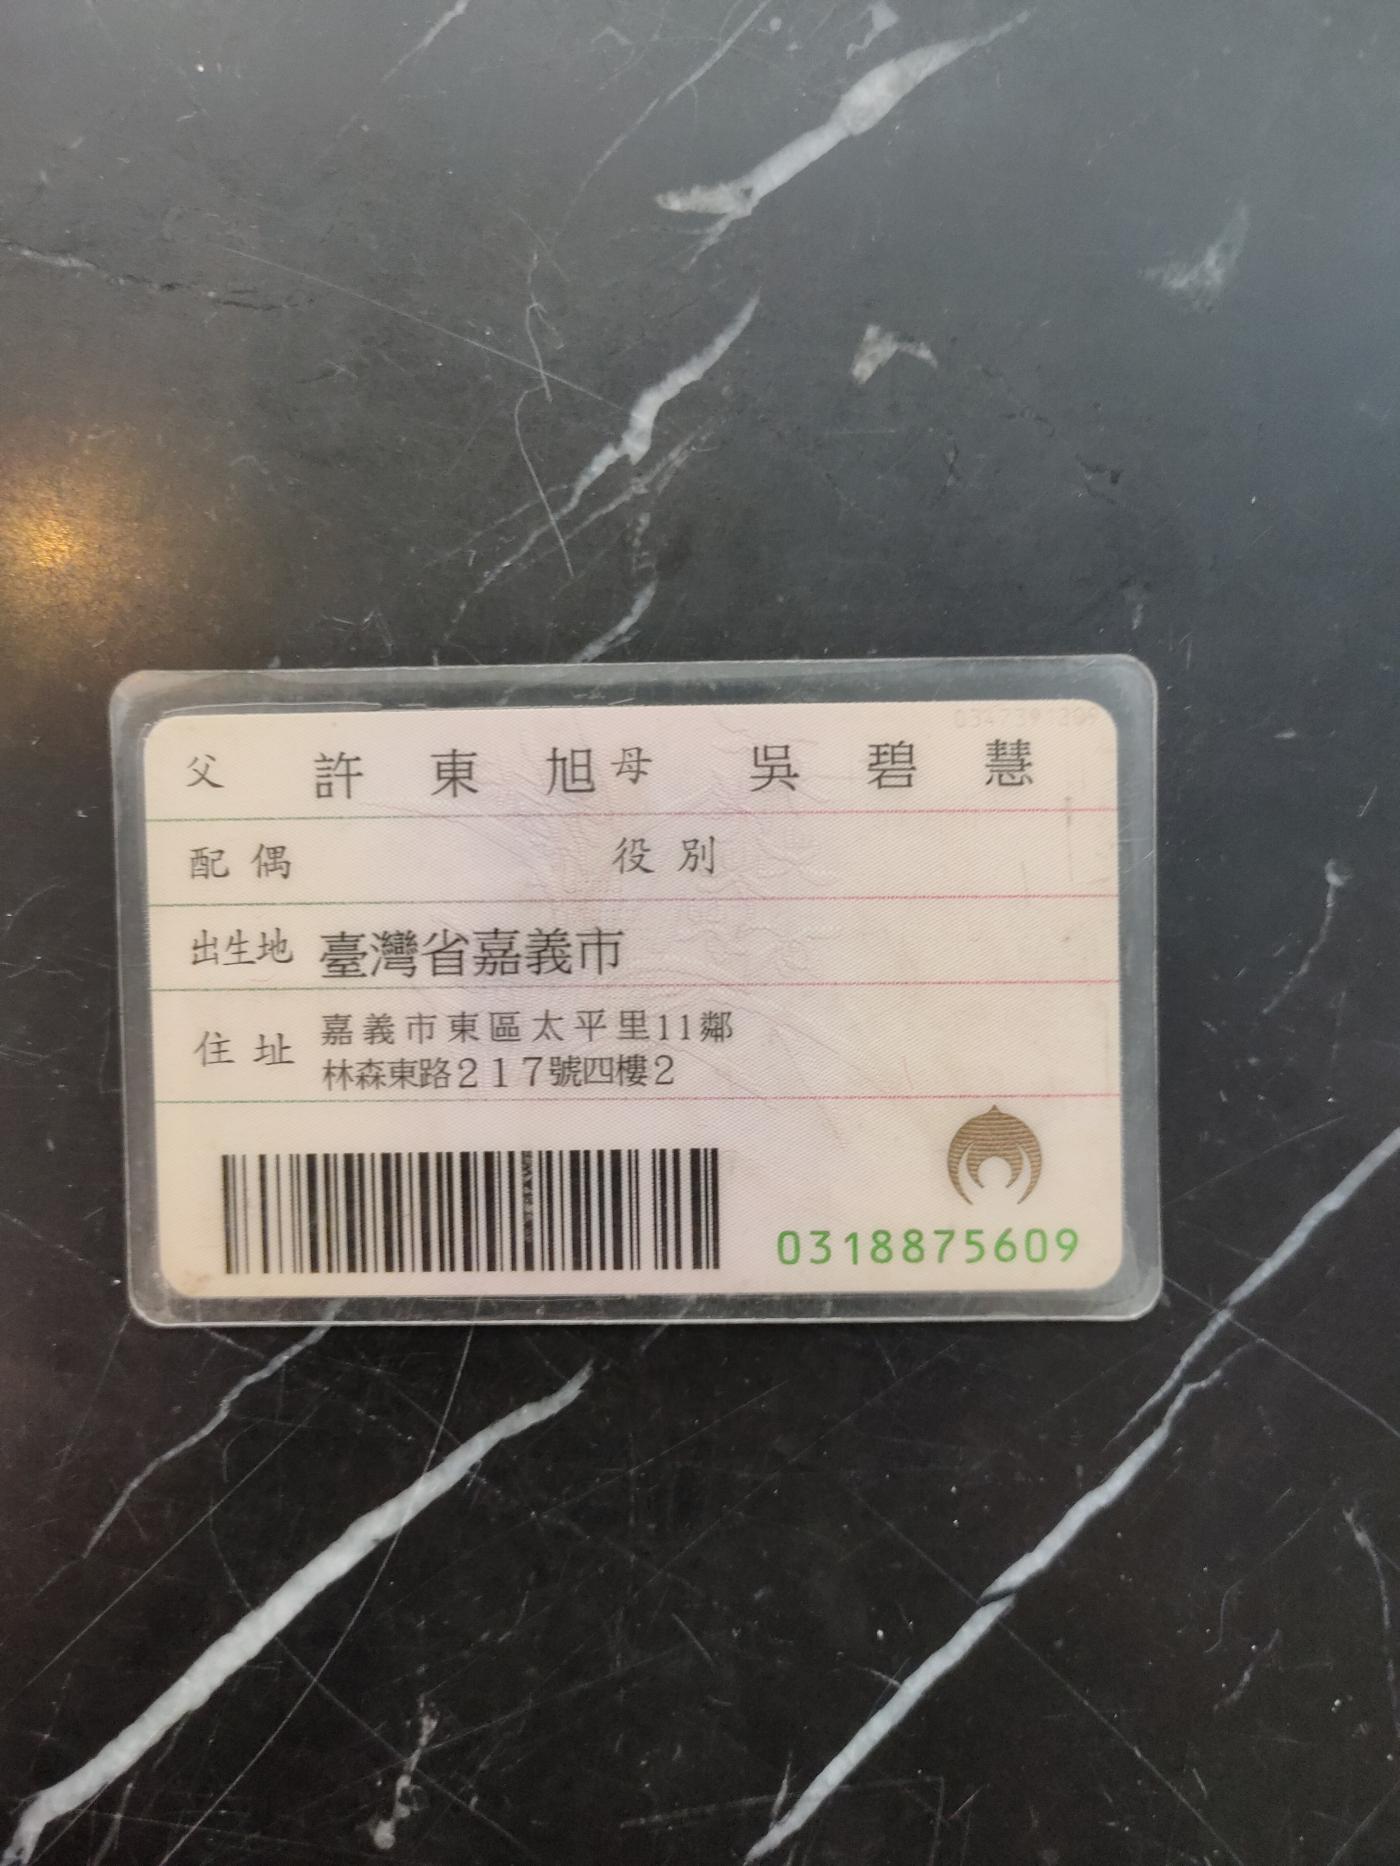 父 許東旭 母 吳碧慧
配偶 役別
出生地 臺灣省嘉義市
住址 嘉義市東區太平里11鄰
林森東路217號四樓2
0318875609